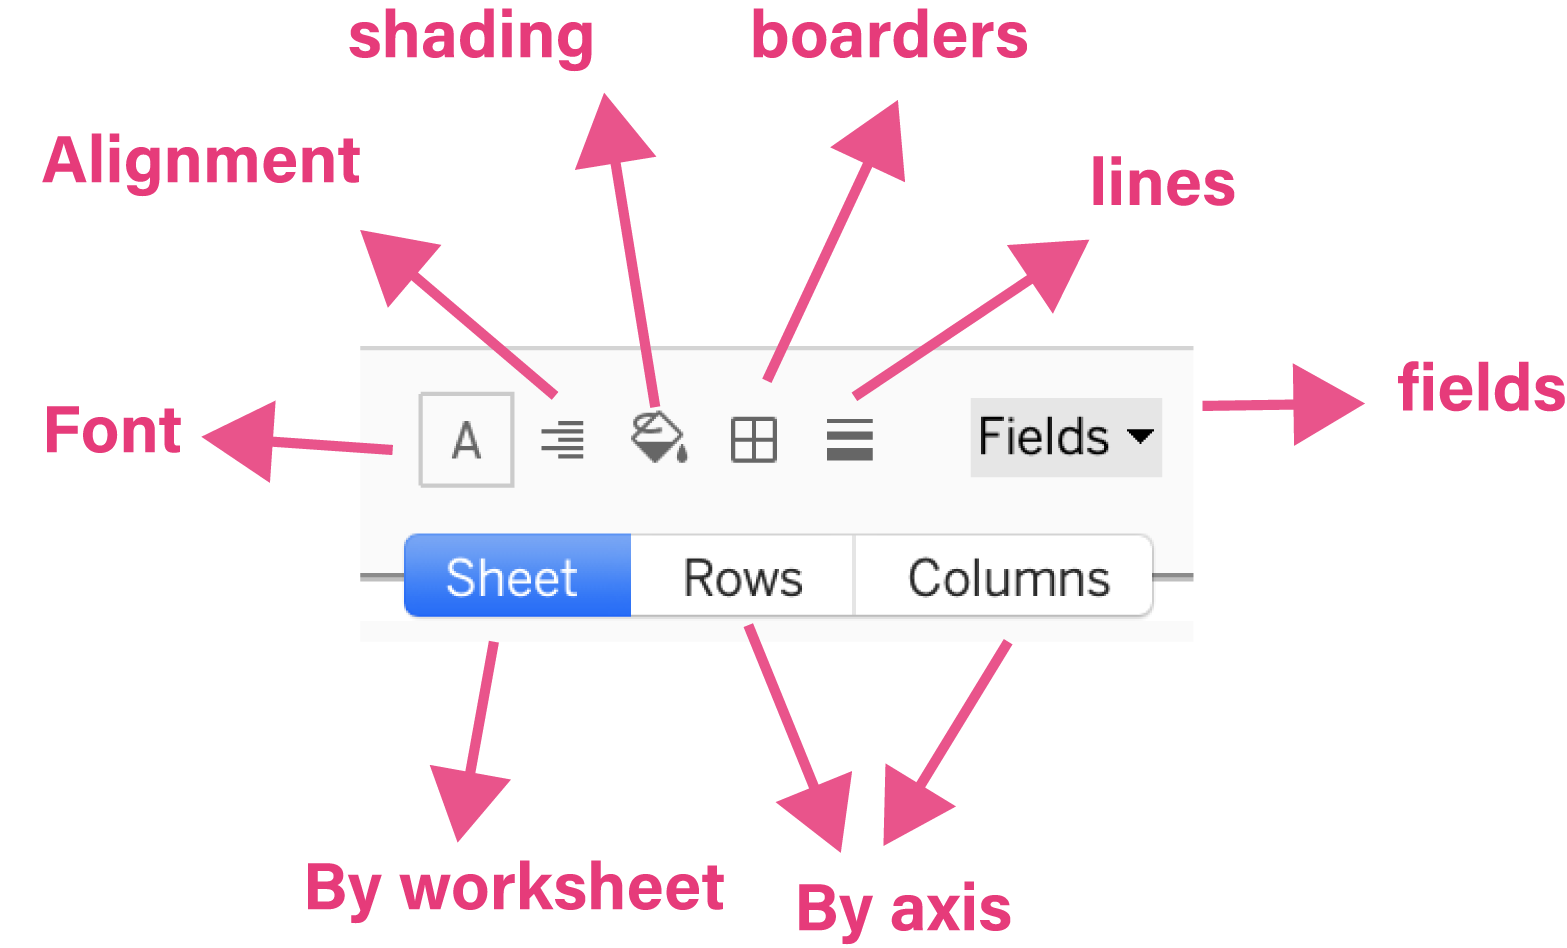 shading
boarders
Alignment
lines
fields
Font
A
Fields
Sheet
Rows
Columns
By worksheet
By axis